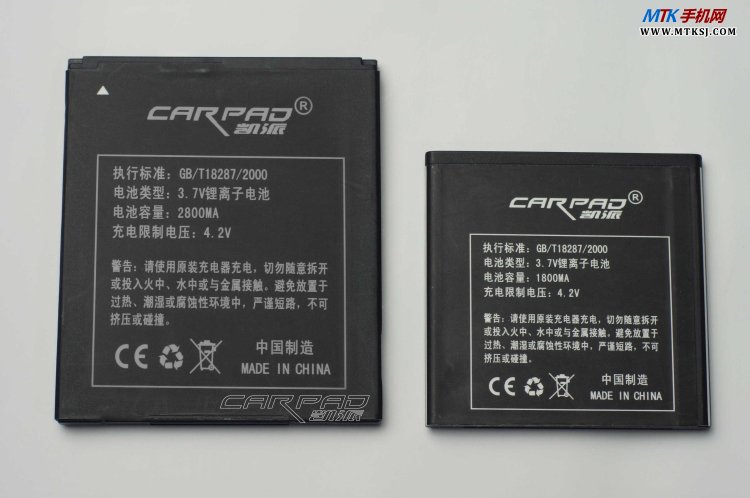 MTK 手机网
WWW.MTKSJ.COM
CARPAD®
凯派
执行标准: GB/T18287/2000
电池类型: 3.7V锂离子电池
电池容量: 2800MA
充电限制电压: 4.2V
警告: 请使用原装充电器充电, 切勿随意拆开
或投入火中、水中或与金属接触, 避免放置于
过热、潮湿或腐蚀性环境中, 严谨短路, 不可
挤压或碰撞。
CE
中国制造
MADE IN CHINA
CARPAD
凯派
CARPAD®
凯派
执行标准: GB/T18287/2000
电池类型: 3.7V锂离子电池
电池容量: 1800MA
充电限制电压: 4.2V
警告: 请使用原装充电器充电, 切勿随意拆开
或投入火中、水中或与金属接触, 避免放置于
过热、潮湿或腐蚀性环境中, 严谨短路, 不可
挤压或碰撞。
CE
中国制造
MADE IN CHINA